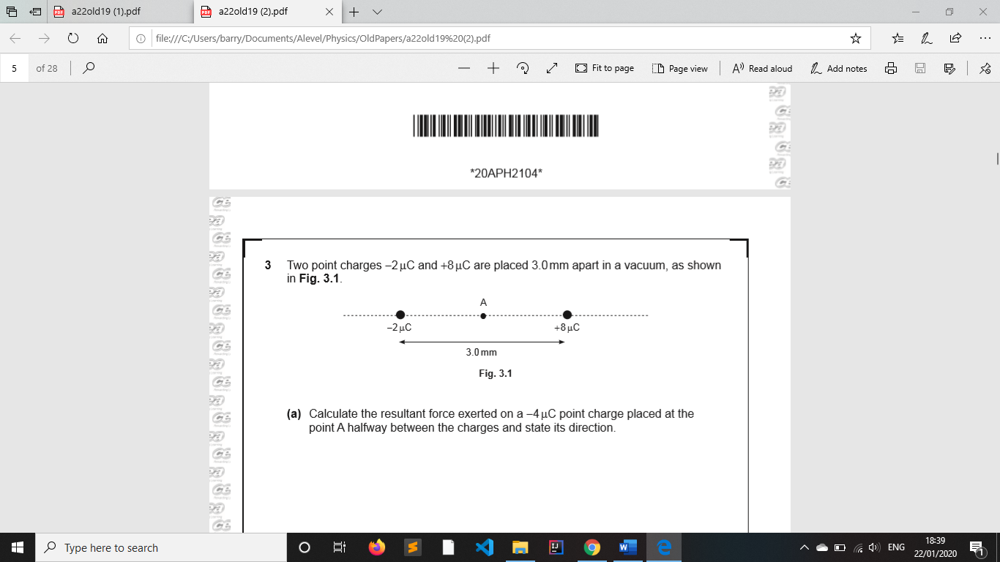 a22old19 (1).pdf
a22old19 (2).pdf
file:///C:/Users/barry/Documents/Alevel/Physics/OldPapers/a22old19%20(2).pdf
5 of 28
Fit to page
Page view
Read aloud
Add notes
*20APH2104*
3 Two point charges –2 μC and +8 μC are placed 3.0 mm apart in a vacuum, as shown
in Fig. 3.1.
A
–2 μC
+8 μC
3.0 mm
Fig. 3.1
(a) Calculate the resultant force exerted on a –4 μC point charge placed at the
point A halfway between the charges and state its direction.
Type here to search
ENG
18:39
22/01/2020
1